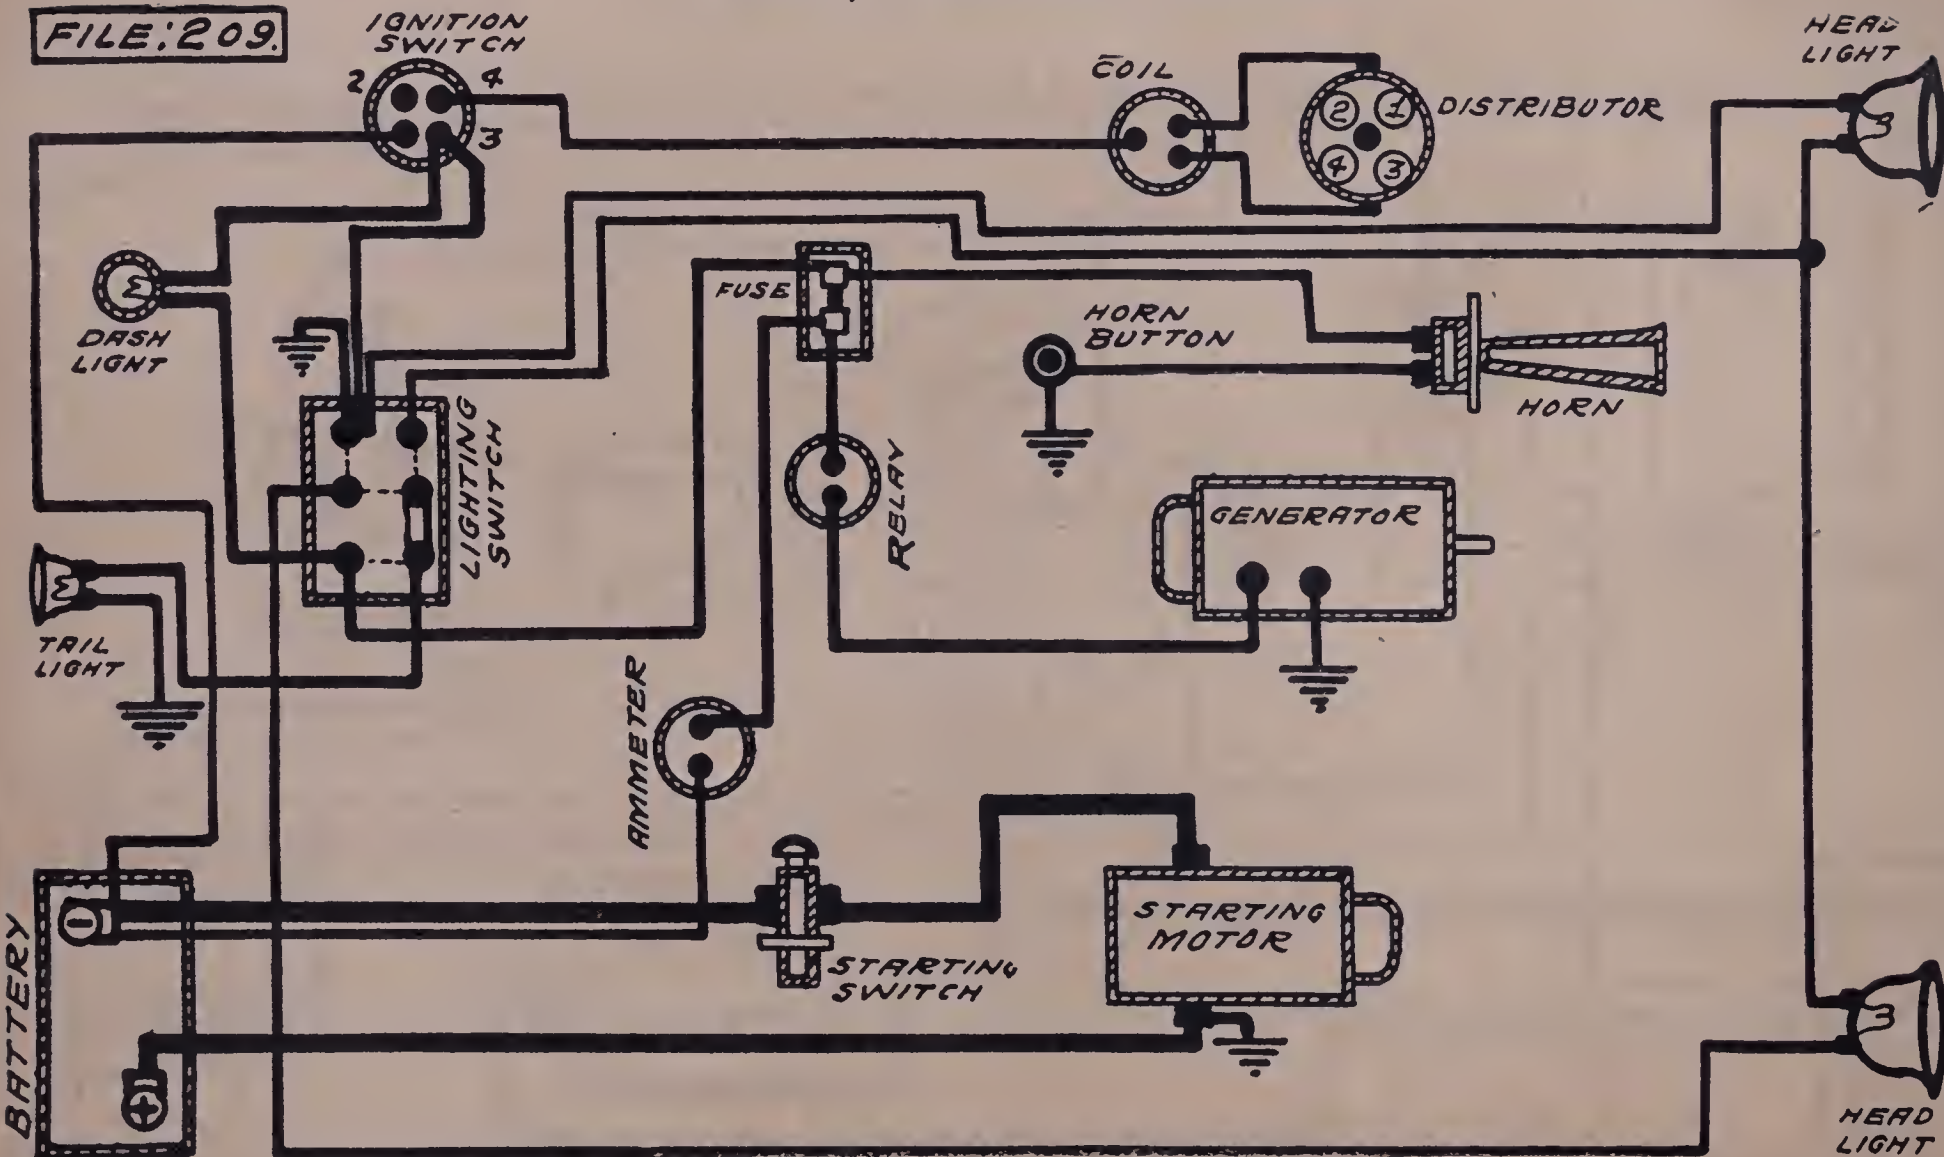 FILE:209.
IGNITION
SWITCH
2
4
3
COIL
2
1
4
3
DISTRIBUTOR
HEAD
LIGHT
DASH
LIGHT
FUSE
HORN
BUTTON
HORN
LIGHTING
SWITCH
RELAY
GENERATOR
TAIL
LIGHT
AMMETER
STARTING
MOTOR
STARTING
SWITCH
BATTERY
−
+
HEAD
LIGHT